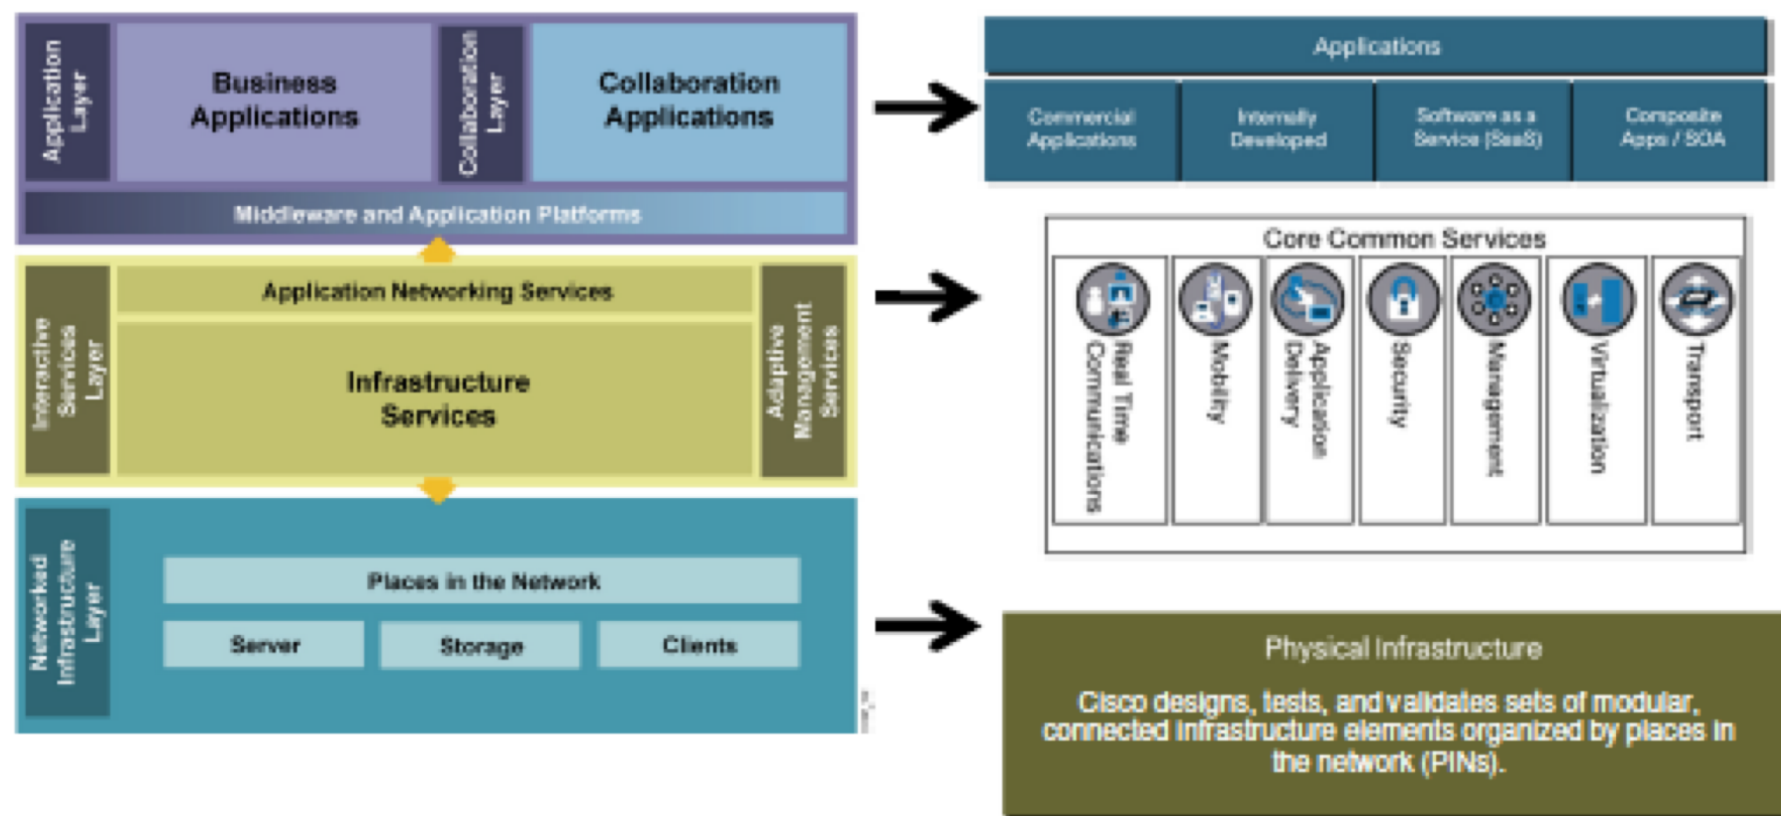 Application
Layer
Business
Applications
Collaboration
Layer
Collaboration
Applications
Middleware and Application Platforms
Interactive
Services
Layer
Application Networking Services
Infrastructure
Services
Adaptive
Management
Services
Networked
Infrastructure
Layer
Places in the Network
Server
Storage
Clients
Applications
Commercial
Applications
Internally
Developed
Software as a
Service (SaaS)
Composite
Apps / SOA
Core Common Services
Real Time
Communications
Mobility
Application
Delivery
Security
Management
Virtualization
Transport
Physical Infrastructure
Cisco designs, tests, and validates sets of modular,
connected infrastructure elements organized by places in
the network (PINs).